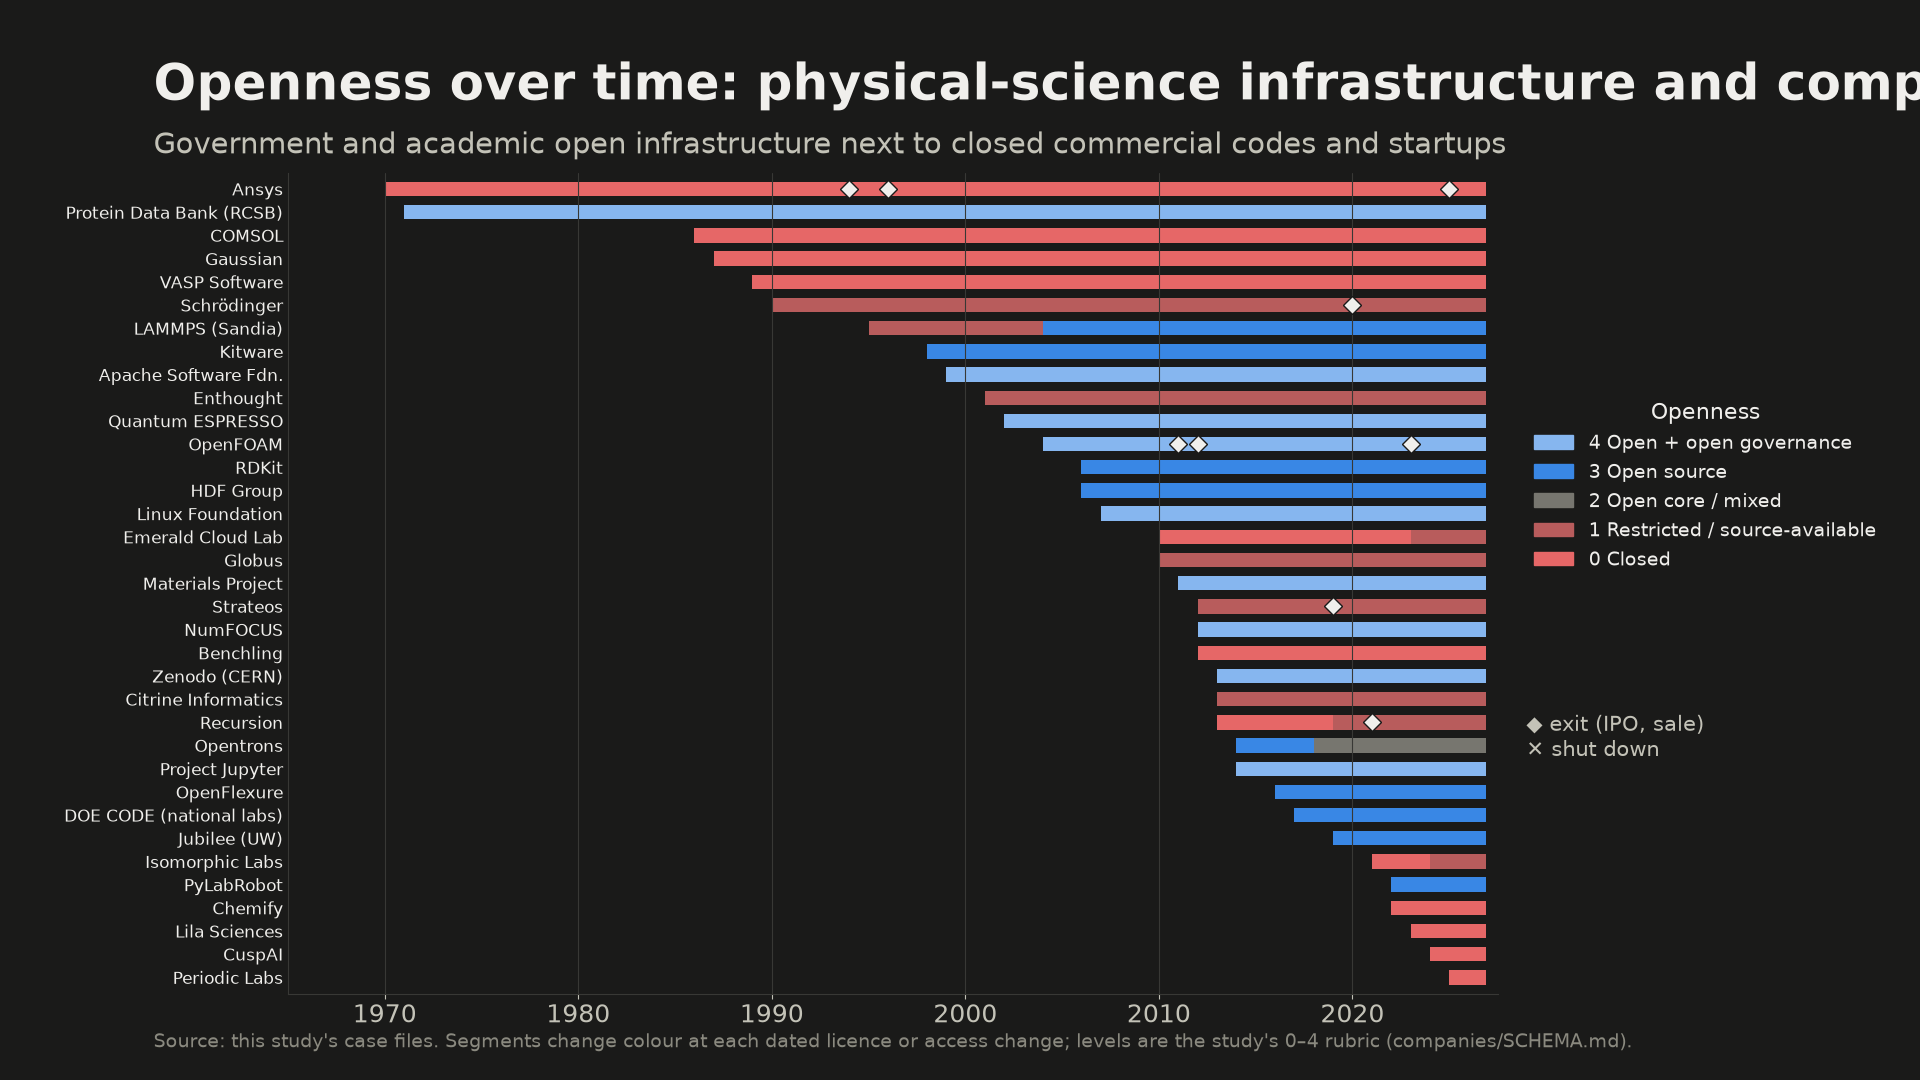 Openness over time: physical-science infrastructure and comp
Government and academic open infrastructure next to closed commercial codes and startups
Ansys
Protein Data Bank (RCSB)
COMSOL
Gaussian
VASP Software
Schrödinger
LAMMPS (Sandia)
Kitware
Apache Software Fdn.
Enthought
Quantum ESPRESSO
OpenFOAM
RDKit
HDF Group
Linux Foundation
Emerald Cloud Lab
Globus
Materials Project
Strateos
NumFOCUS
Benchling
Zenodo (CERN)
Citrine Informatics
Recursion
Opentrons
Project Jupyter
OpenFlexure
DOE CODE (national labs)
Jubilee (UW)
Isomorphic Labs
PyLabRobot
Chemify
Lila Sciences
CuspAI
Periodic Labs
1970 1980 1990 2000 2010 2020
Openness
4 Open + open governance
3 Open source
2 Open core / mixed
1 Restricted / source-available
0 Closed
◆ exit (IPO, sale)
✕ shut down
Source: this study's case files. Segments change colour at each dated licence or access change; levels are the study's 0–4 rubric (companies/SCHEMA.md).